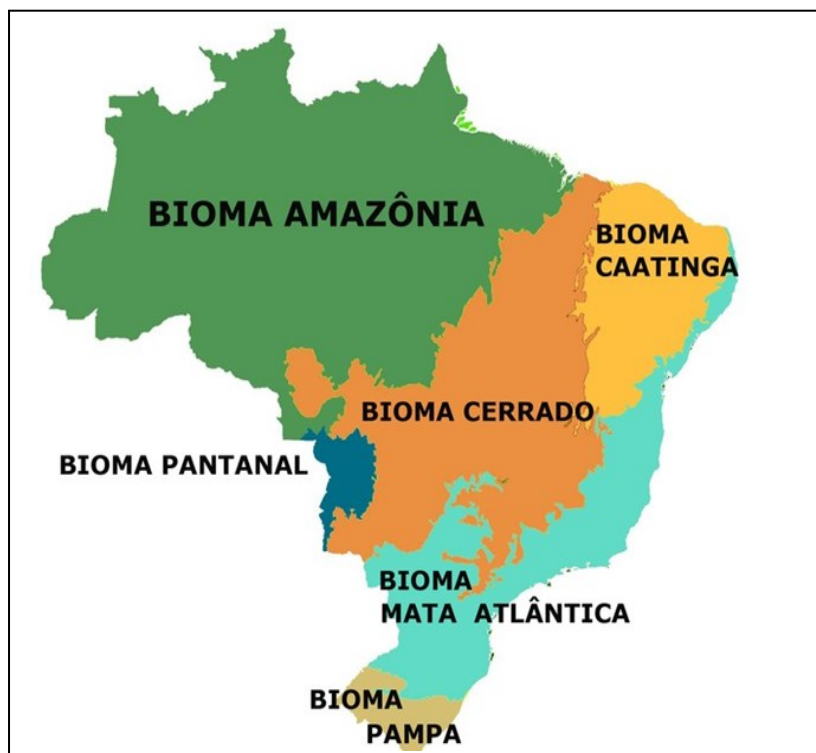 BIOMA AMAZÔNIA
BIOMA
CAATINGA
BIOMA CERRADO
BIOMA PANTANAL
BIOMA
MATA ATLÂNTICA
BIOMA
PAMPA